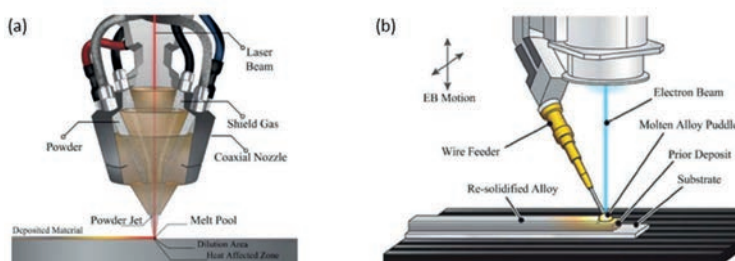 (a)
Laser
Beam
Shield Gas
Powder
Coaxial Nozzle
Powder Jet
Deposited Material
Melt Pool
Dilution Area
Heat Affected Zone
(b)
EB Motion
Electron Beam
Wire Feeder
Molten Alloy Puddle
Prior Deposit
Substrate
Re-solidified Alloy